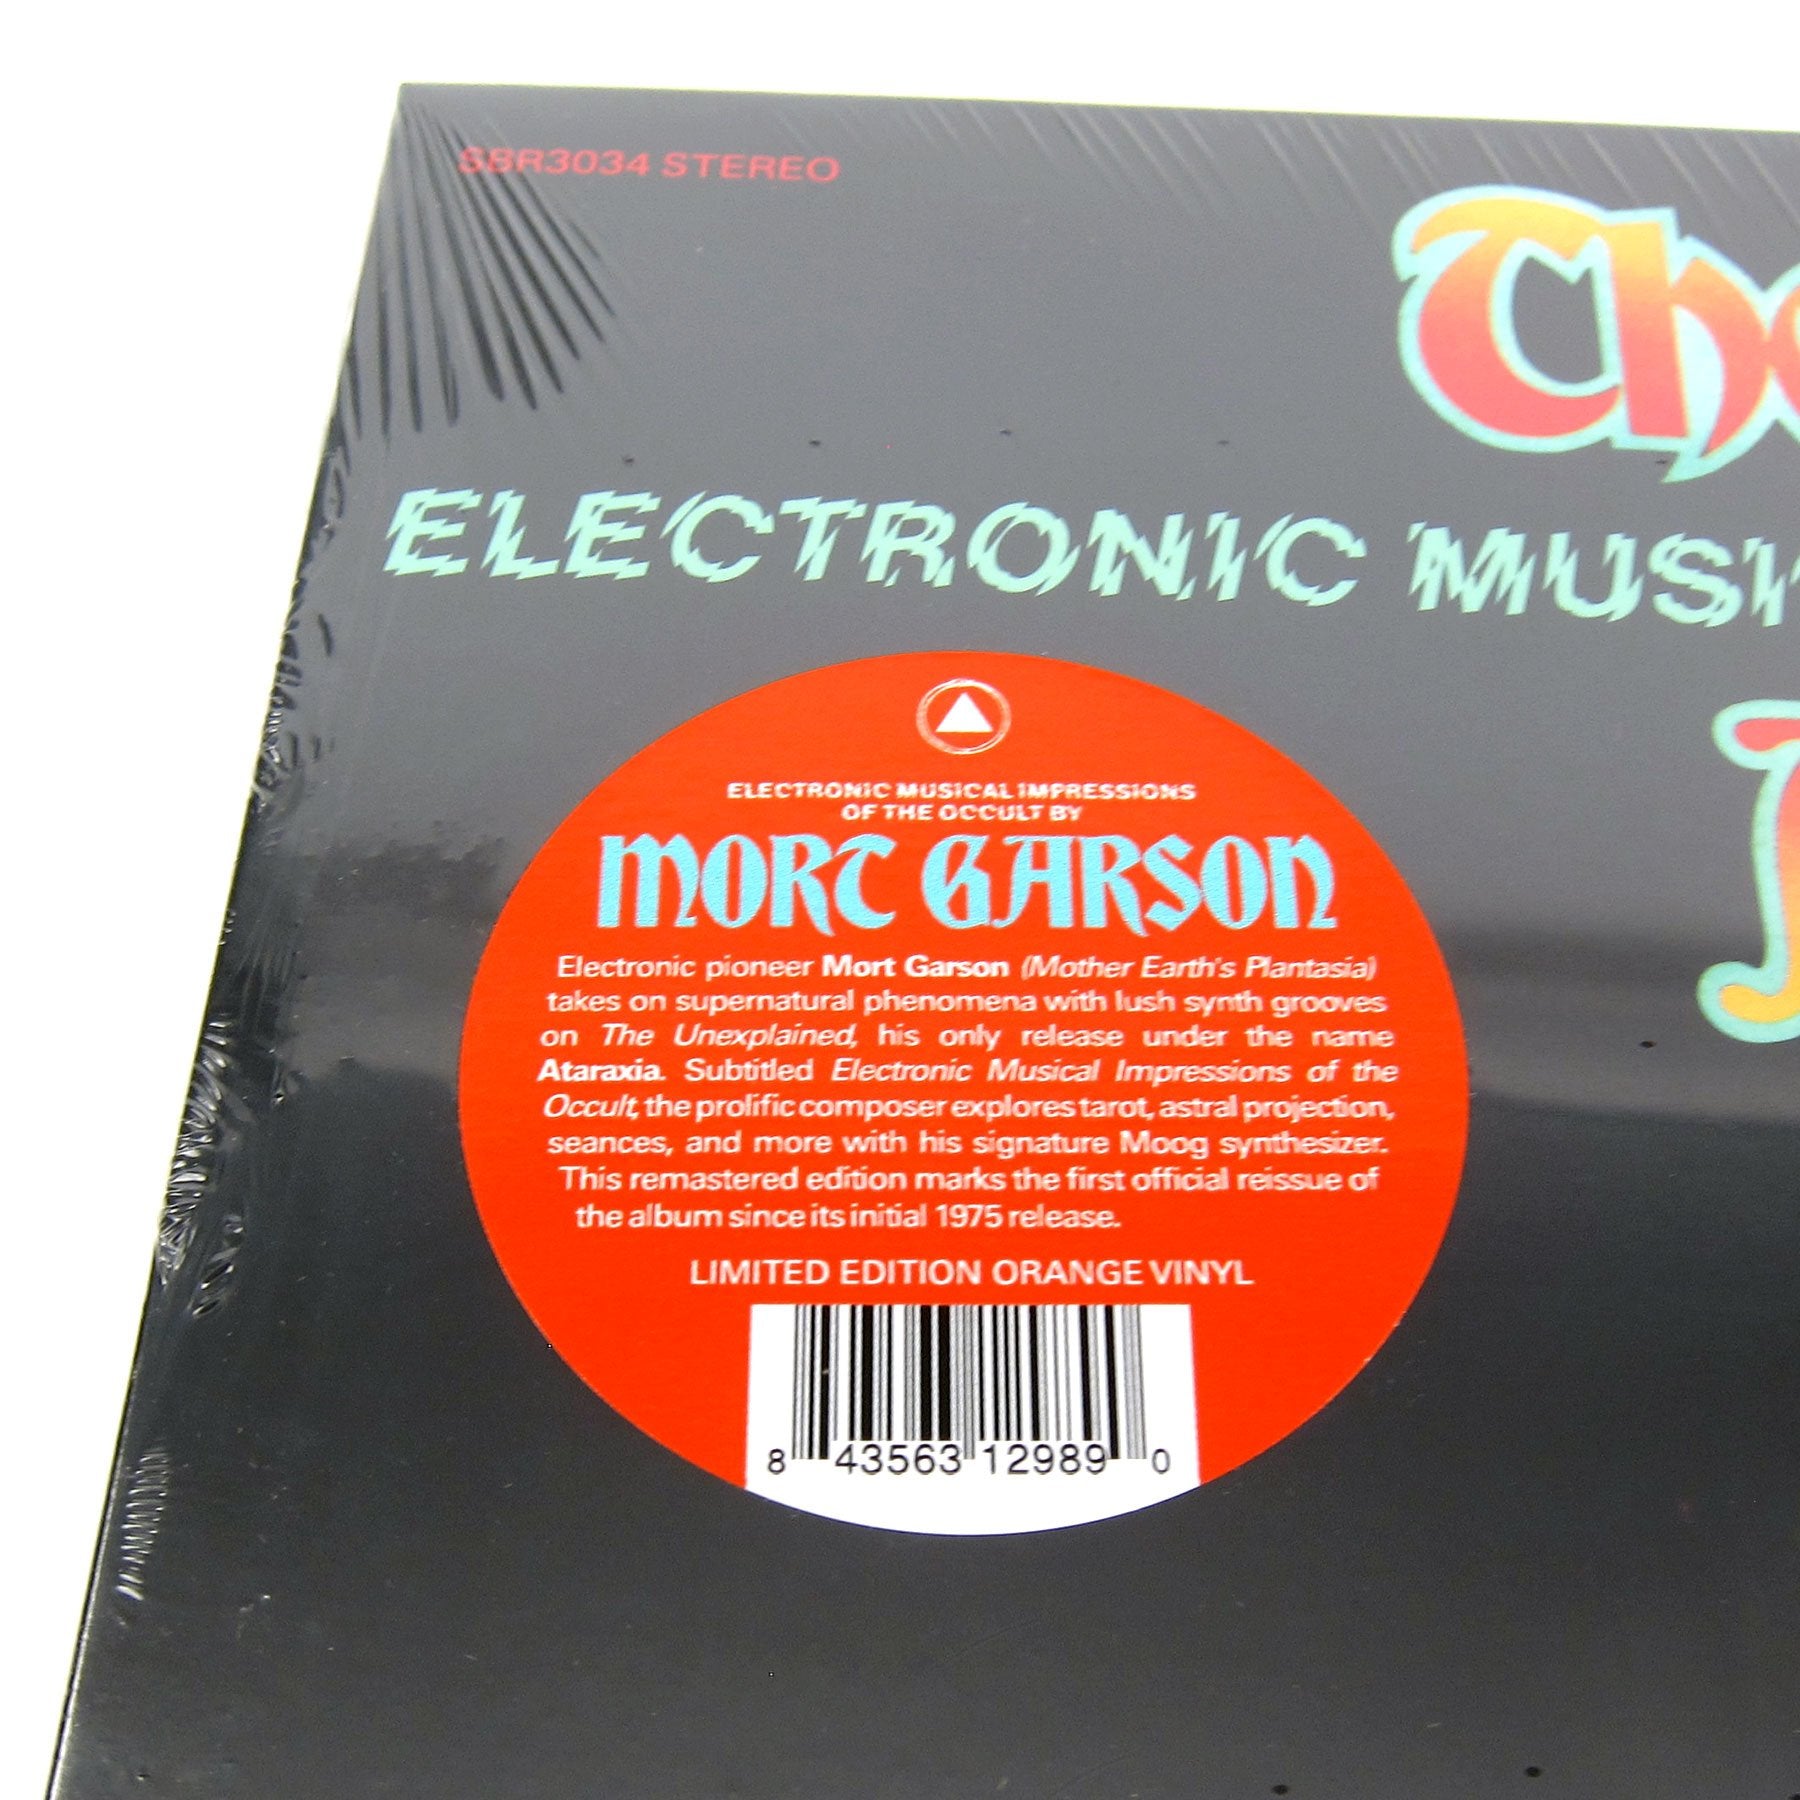 SBR3034 STEREO
The
ELECTRONIC MUSIC
ELECTRONIC MUSICAL IMPRESSIONS
OF THE OCCULT BY
MORT GARSON
Electronic pioneer Mort Garson (Mother Earth's Plantasia)
takes on supernatural phenomena with lush synth grooves
on The Unexplained, his only release under the name
Ataraxia. Subtitled Electronic Musical Impressions of the
Occult, the prolific composer explores tarot, astral projection,
seances, and more with his signature Moog synthesizer.
This remastered edition marks the first official reissue of
the album since its initial 1975 release.
LIMITED EDITION ORANGE VINYL
8 43563 12989 0